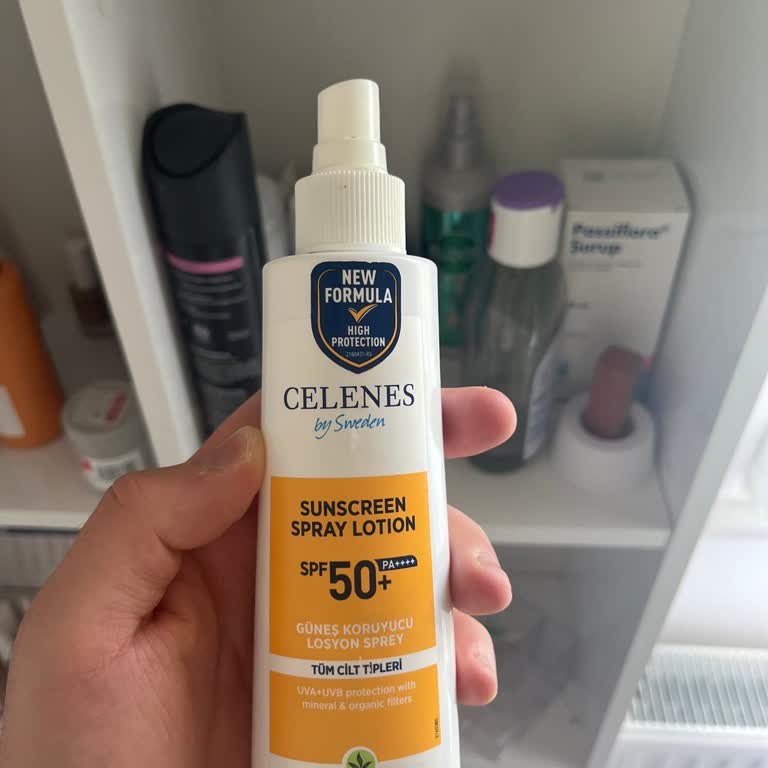 NEW
FORMULA
HIGH
PROTECTION
CELENES
by Sweden
SUNSCREEN
SPRAY LOTION
SPF 50+ PA++++
GÜNEŞ KORUYUCU
LOSYON SPREY
TÜM CİLT TİPLERİ
UVA+UVB protection with
mineral & organic filters
Passiflora®
Şurup